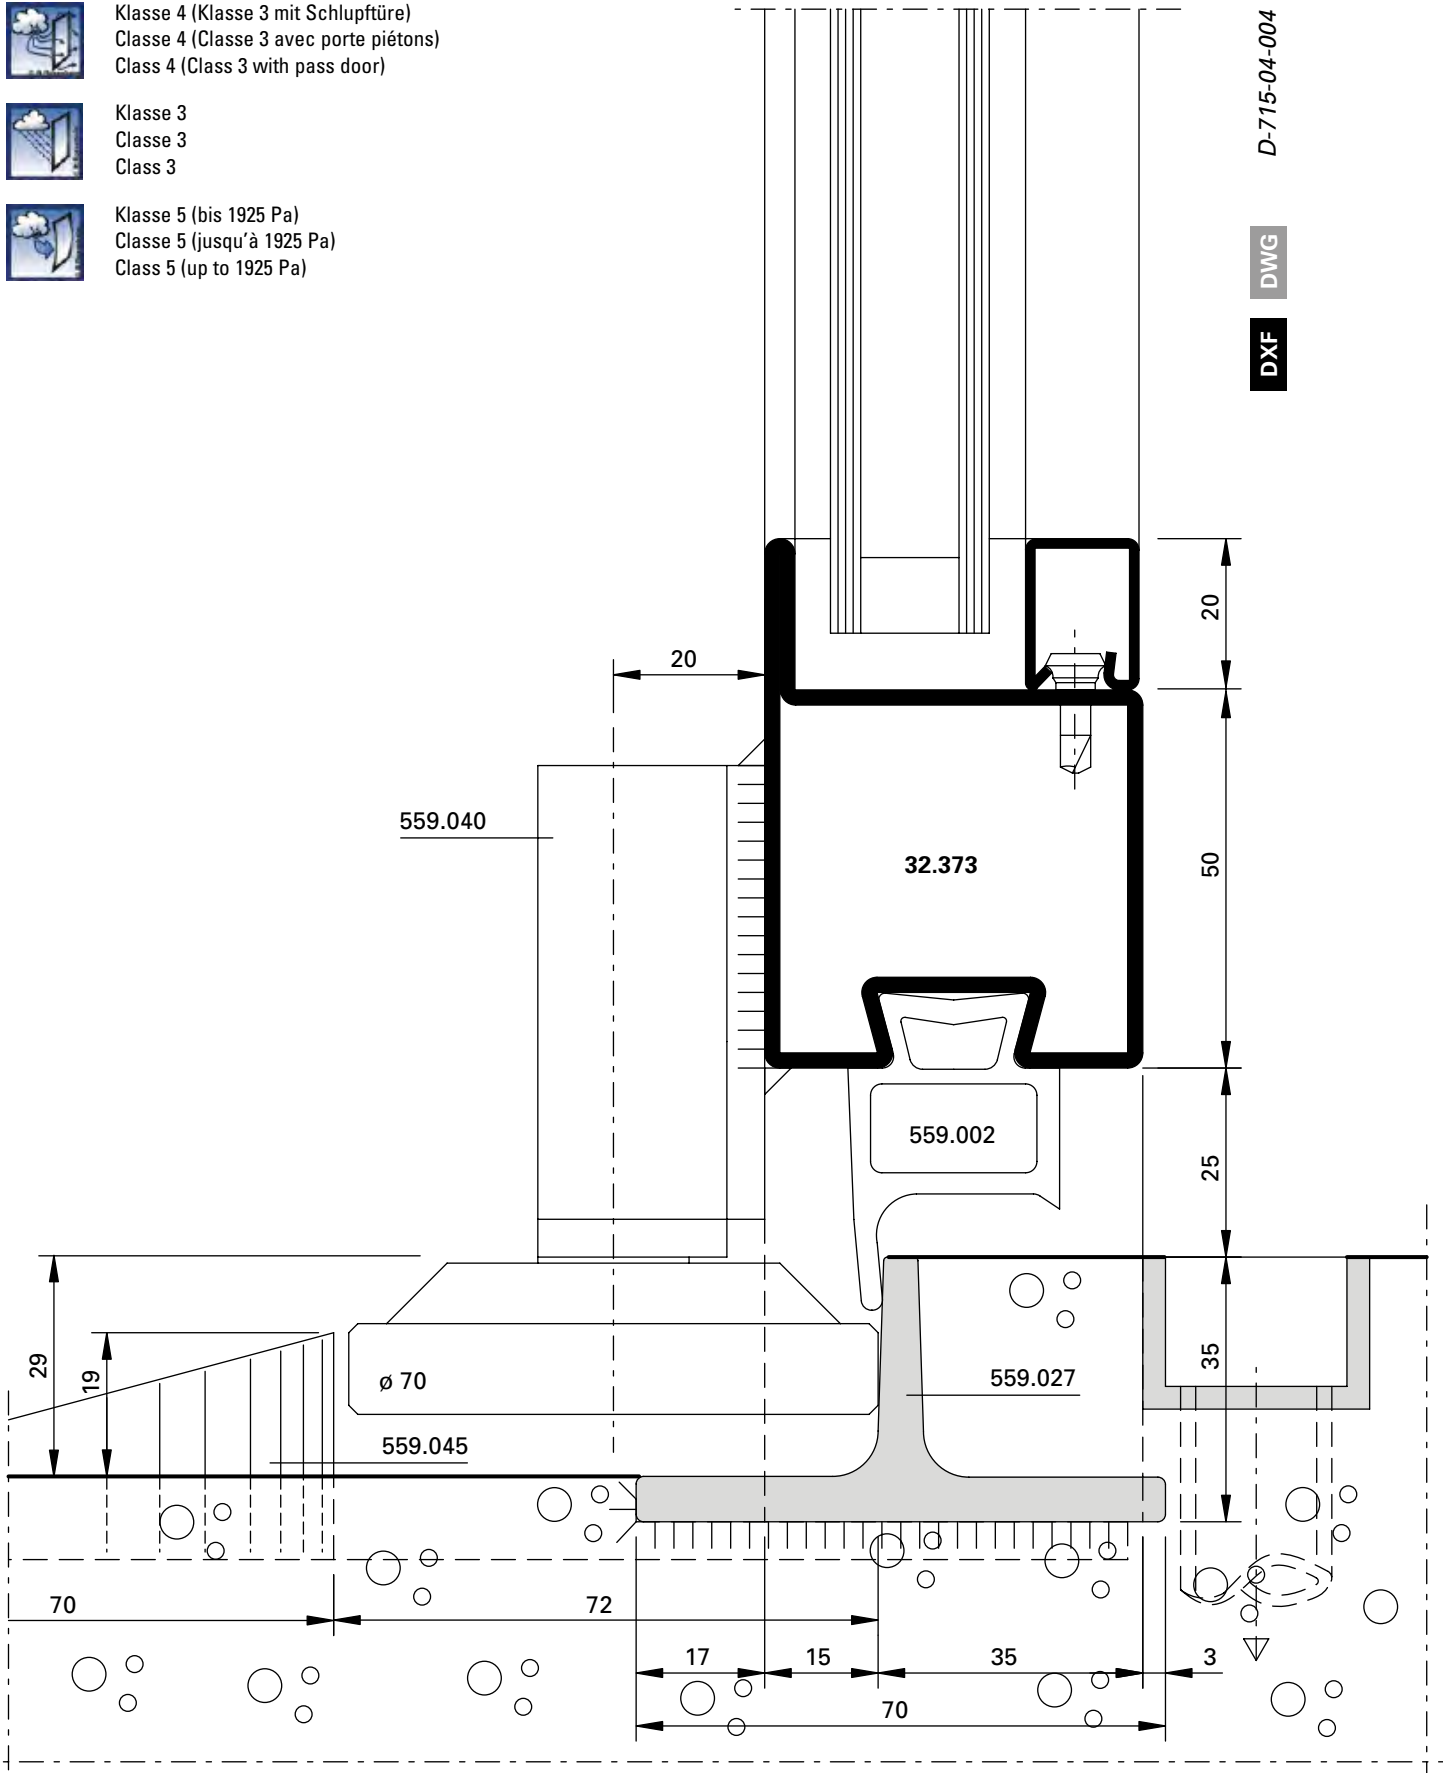 Klasse 4 (Klasse 3 mit Schlupftüre)
Classe 4 (Classe 3 avec porte piétons)
Class 4 (Class 3 with pass door)
Klasse 3
Classe 3
Class 3
Klasse 5 (bis 1925 Pa)
Classe 5 (jusqu'à 1925 Pa)
Class 5 (up to 1925 Pa)
D-715-04-004
DWG
DXF
20
20
559.040
32.373
50
559.002
25
29
19
ø 70
559.027
35
559.045
70
72
17
15
35
3
70